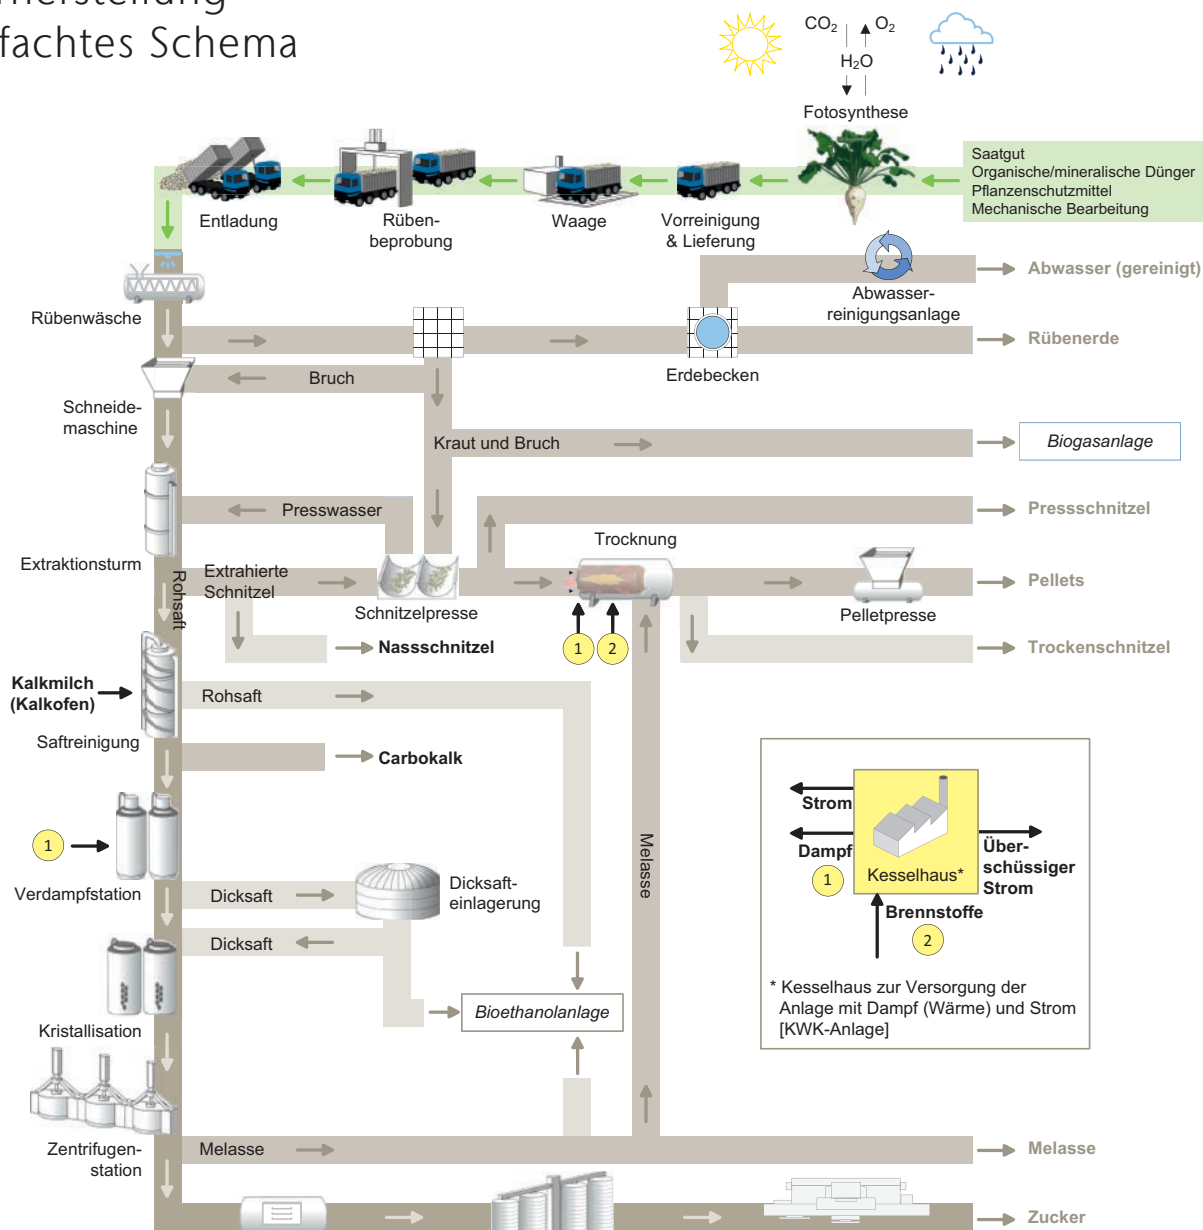 fachtes Schema
CO2
O2
H2O
Fotosynthese
Saatgut
Organische/mineralische Dünger
Pflanzenschutzmittel
Mechanische Bearbeitung
Entladung
Rüben-
beprobung
Waage
Vorreinigung
& Lieferung
Abwasser (gereinigt)
Abwasser-
reinigungsanlage
Rübenwäsche
Rübenerde
Erdebecken
Bruch
Schneide-
maschine
Kraut und Bruch
Biogasanlage
Presswasser
Pressschnitzel
Trocknung
Extraktionsturm
Rohsaft
Extrahierte
Schnitzel
Schnitzelpresse
Pelletpresse
Pellets
Nassschnitzel
1
2
Trockenschnitzel
Kalkmilch
(Kalkofen)
Rohsaft
Saftreinigung
Carbokalk
1
Verdampfstation
Dicksaft
Dicksaft-
einlagerung
Dicksaft
Melasse
Strom
Dampf
1
Kesselhaus*
Über-
schüssiger
Strom
Brennstoffe
2
* Kesselhaus zur Versorgung der
Anlage mit Dampf (Wärme) und Strom
[KWK-Anlage]
Bioethanolanlage
Kristallisation
Zentrifugen-
station
Melasse
Melasse
Zucker